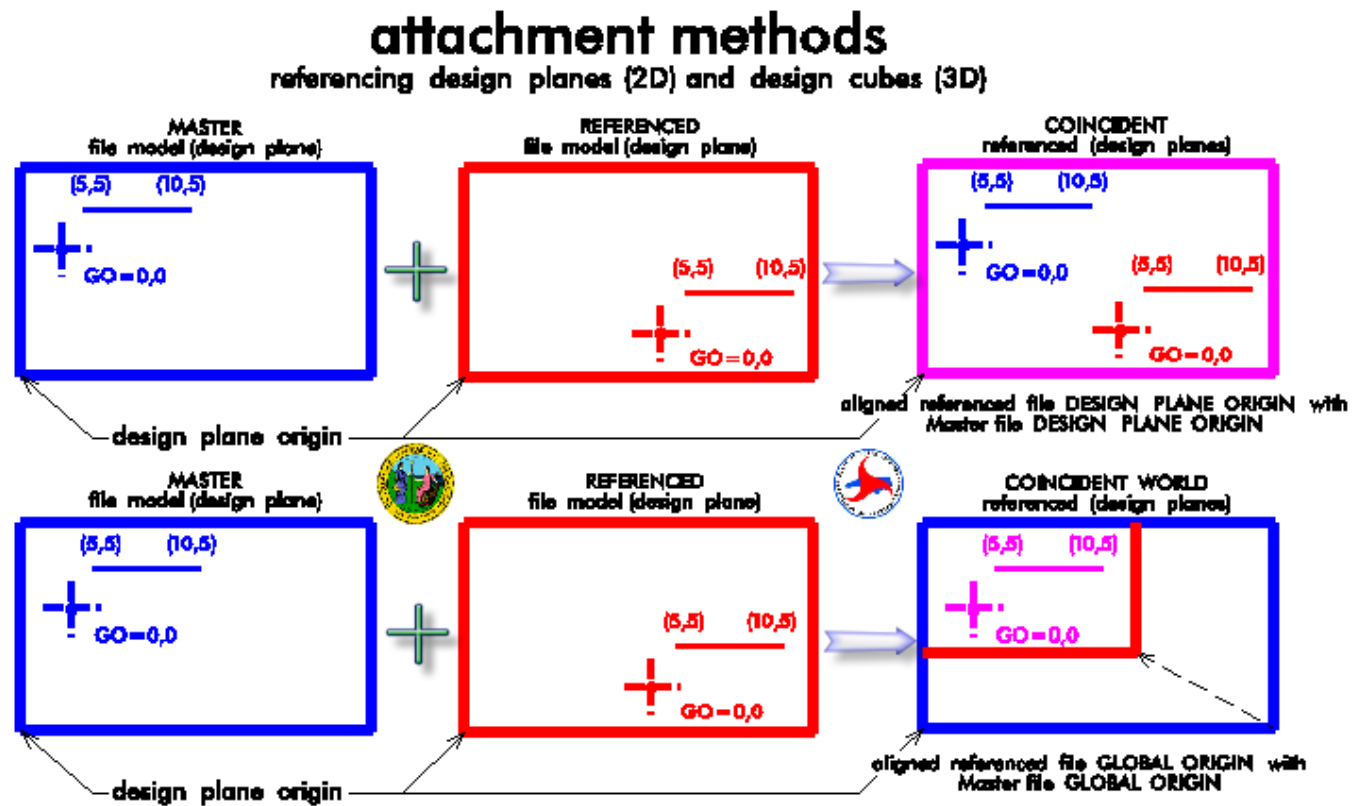 attachment methods
referencing design planes (2D) and design cubes (3D)
MASTER
file model (design plane)
REFERENCED
file model (design plane)
COINCIDENT
referenced (design planes)
(5,5) (10,5)
GO=0,0
(5,5) (10,5)
GO=0,0
(5,5) (10,5)
GO=0,0
(5,5) (10,5)
GO=0,0
aligned referenced file DESIGN PLANE ORIGIN with
Master file DESIGN PLANE ORIGIN
design plane origin
MASTER
file model (design plane)
REFERENCED
file model (design plane)
COINCIDENT WORLD
referenced (design planes)
(5,5) (10,5)
GO=0,0
(5,5) (10,5)
GO=0,0
(5,5) (10,5)
GO=0,0
aligned referenced file GLOBAL ORIGIN with
Master file GLOBAL ORIGIN
design plane origin